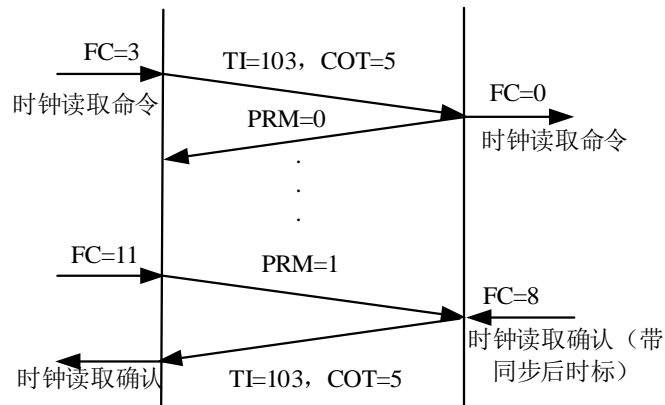 FC=3
TI=103，COT=5
时钟读取命令
FC=0
PRM=0
时钟读取命令
FC=11
PRM=1
FC=8
时钟读取确认（带
同步后时标）
时钟读取确认
TI=103，COT=5